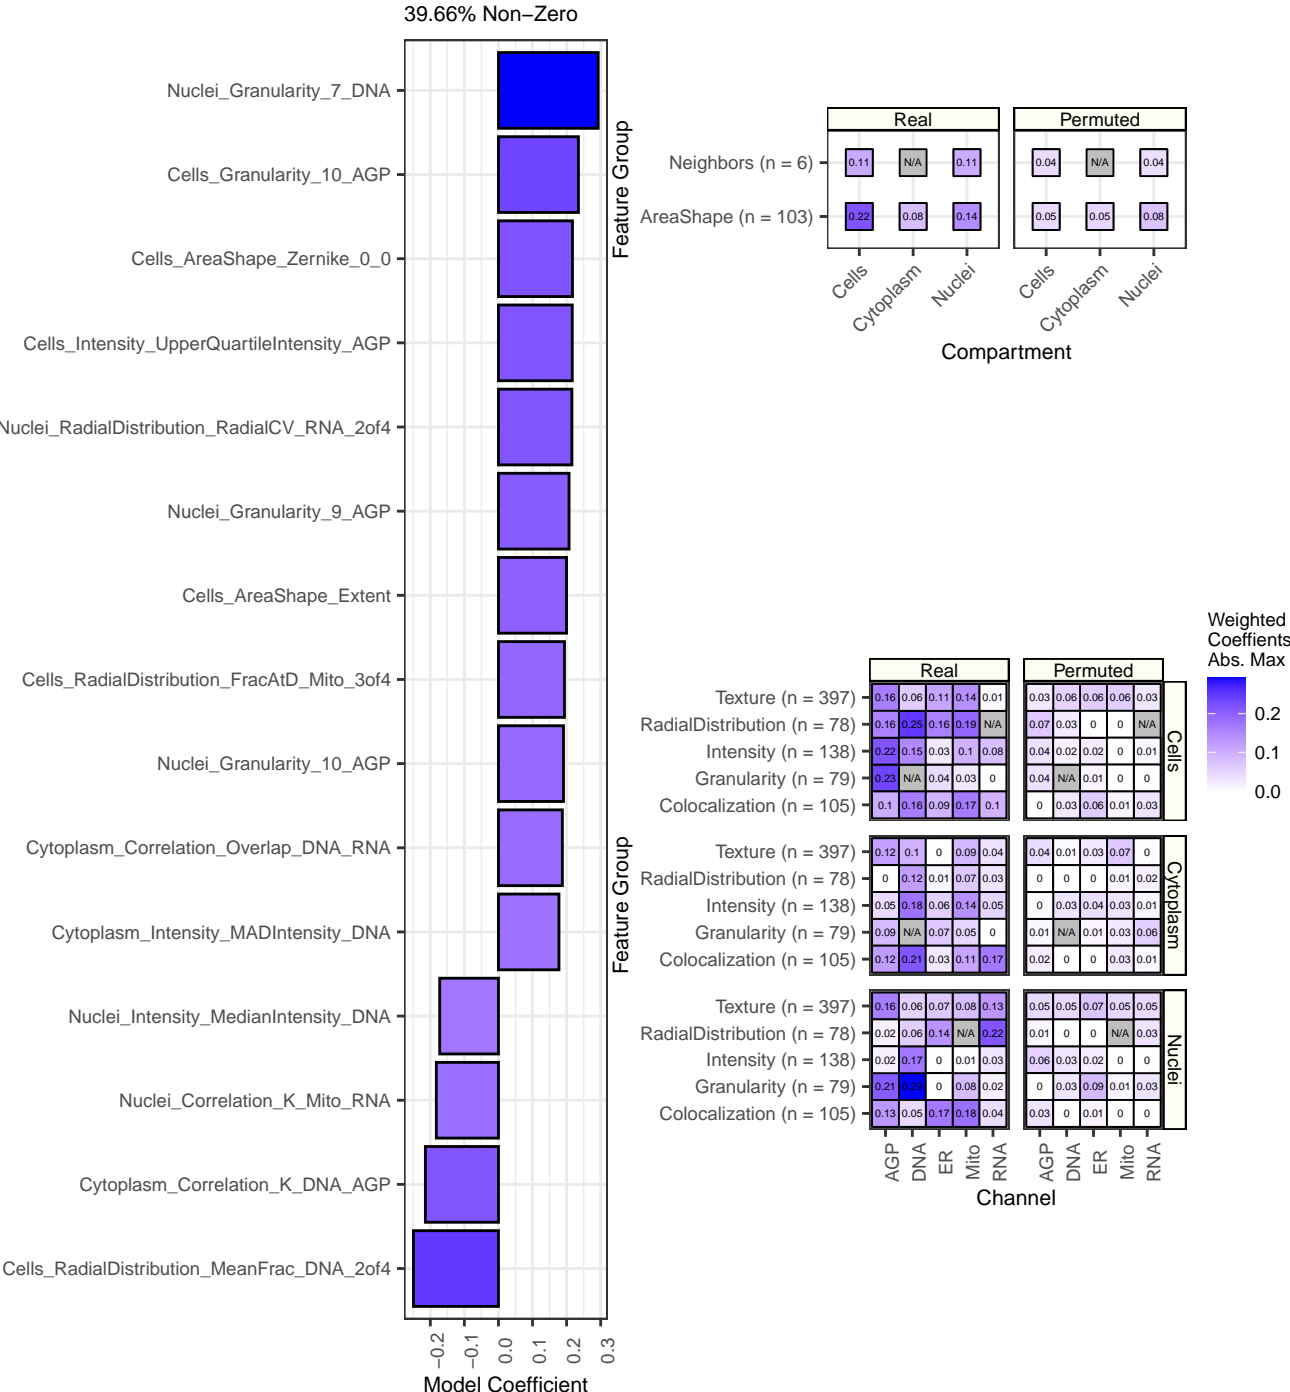 39.66% Non−Zero
Nuclei_Granularity_7_DNA
Cells_Granularity_10_AGP
Cells_AreaShape_Zernike_0_0
Cells_Intensity_UpperQuartileIntensity_AGP
Nuclei_RadialDistribution_RadialCV_RNA_2of4
Nuclei_Granularity_9_AGP
Cells_AreaShape_Extent
Cells_RadialDistribution_FracAtD_Mito_3of4
Nuclei_Granularity_10_AGP
Cytoplasm_Correlation_Overlap_DNA_RNA
Cytoplasm_Intensity_MADIntensity_DNA
Nuclei_Intensity_MedianIntensity_DNA
Nuclei_Correlation_K_Mito_RNA
Cytoplasm_Correlation_K_DNA_AGP
Cells_RadialDistribution_MeanFrac_DNA_2of4
−0.2 −0.1 0.0 0.1 0.2 0.3
Model Coefficient
Feature Group
Real Permuted
Neighbors (n = 6) 0.11 N/A 0.11 0.04 N/A 0.04
AreaShape (n = 103) 0.22 0.08 0.14 0.05 0.05 0.08
Cells Cytoplasm Nuclei Cells Cytoplasm Nuclei
Compartment
Feature Group
Real Permuted
Texture (n = 397) 0.16 0.06 0.11 0.14 0.01 0.03 0.06 0.06 0.06 0.03
RadialDistribution (n = 78) 0.16 0.25 0.16 0.19 N/A 0.07 0.03 0 0 N/A
Intensity (n = 138) 0.22 0.15 0.03 0.1 0.08 0.04 0.02 0.02 0 0.01
Granularity (n = 79) 0.23 N/A 0.04 0.03 0 0.04 N/A 0.01 0 0
Colocalization (n = 105) 0.1 0.16 0.09 0.17 0.1 0 0.03 0.06 0.01 0.03
Cells
Texture (n = 397) 0.12 0.1 0 0.09 0.04 0.04 0.01 0.03 0.07 0
RadialDistribution (n = 78) 0 0.12 0.01 0.07 0.03 0 0 0 0.01 0.02
Intensity (n = 138) 0.05 0.18 0.06 0.14 0.05 0 0.03 0.04 0.03 0.01
Granularity (n = 79) 0.09 N/A 0.07 0.05 0 0.01 N/A 0.01 0.03 0.06
Colocalization (n = 105) 0.12 0.21 0.03 0.11 0.17 0.02 0 0 0.03 0.01
Cytoplasm
Texture (n = 397) 0.16 0.06 0.07 0.08 0.13 0.05 0.05 0.07 0.05 0.05
RadialDistribution (n = 78) 0.02 0.06 0.14 N/A 0.22 0.01 0 0 N/A 0.03
Intensity (n = 138) 0.02 0.17 0 0.01 0.03 0.06 0.03 0.02 0 0
Granularity (n = 79) 0.21 0.29 0 0.08 0.02 0 0.03 0.09 0.01 0.03
Colocalization (n = 105) 0.13 0.05 0.17 0.18 0.04 0.03 0 0.01 0 0
Nuclei
AGP DNA ER Mito RNA AGP DNA ER Mito RNA
Channel
Weighted
Coeffients
Abs. Max
0.2
0.1
0.0